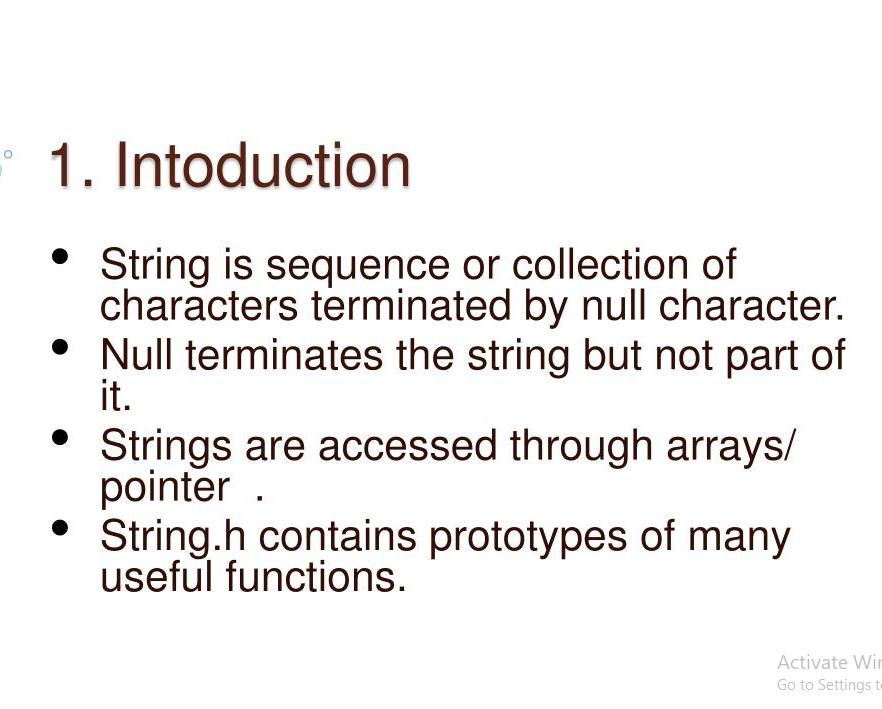 1. Intoduction
• String is sequence or collection of
characters terminated by null character.
• Null terminates the string but not part of
it.
• Strings are accessed through arrays/
pointer  .
• String.h contains prototypes of many
useful functions.
Activate Wi
Go to Settings t